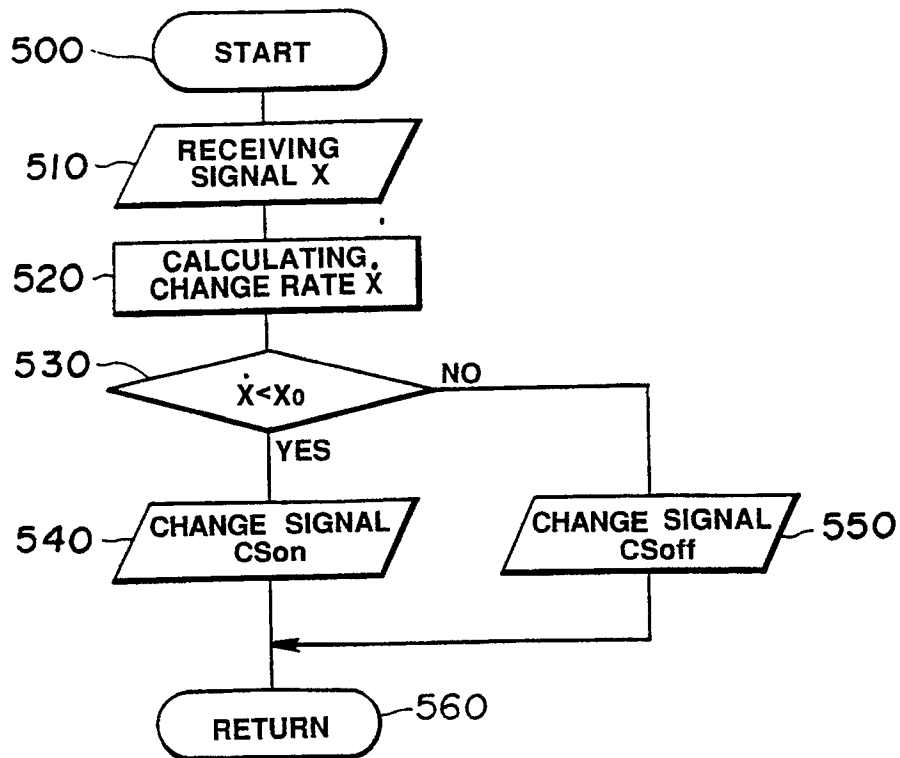 500
START
510
RECEIVING
SIGNAL X
520
CALCULATING
CHANGE RATE Ẋ
530
Ẋ<X₀
NO
YES
540
CHANGE SIGNAL
CSon
CHANGE SIGNAL
CSoff
550
RETURN
560